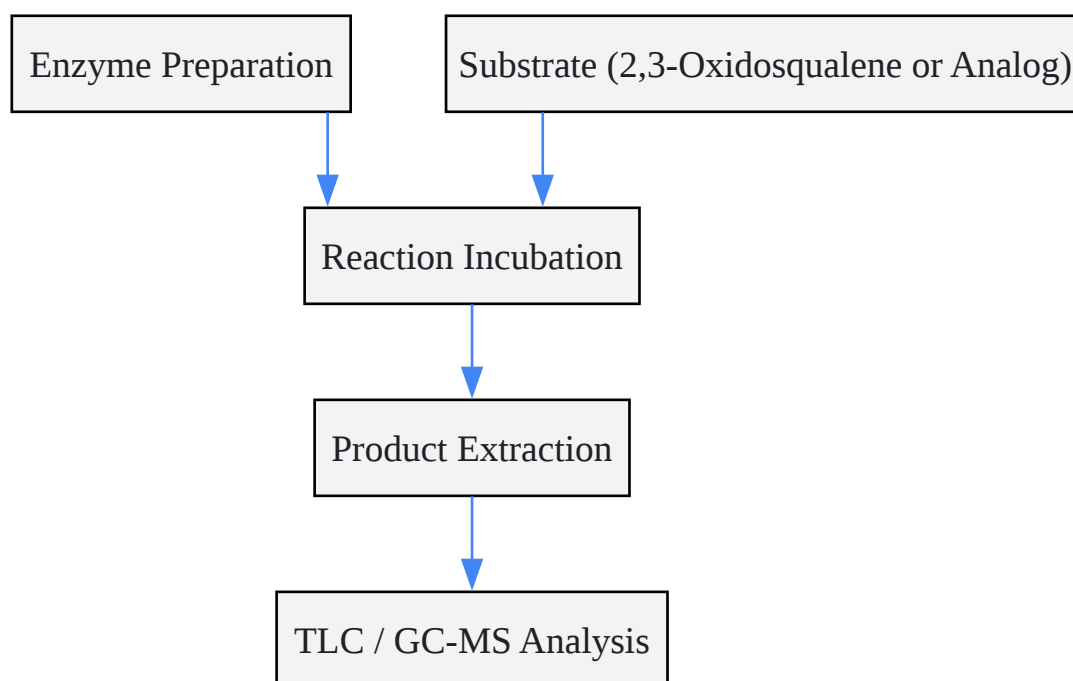 Enzyme Preparation
Substrate (2,3-Oxidosqualene or Analog)
Reaction Incubation
Product Extraction
TLC / GC-MS Analysis